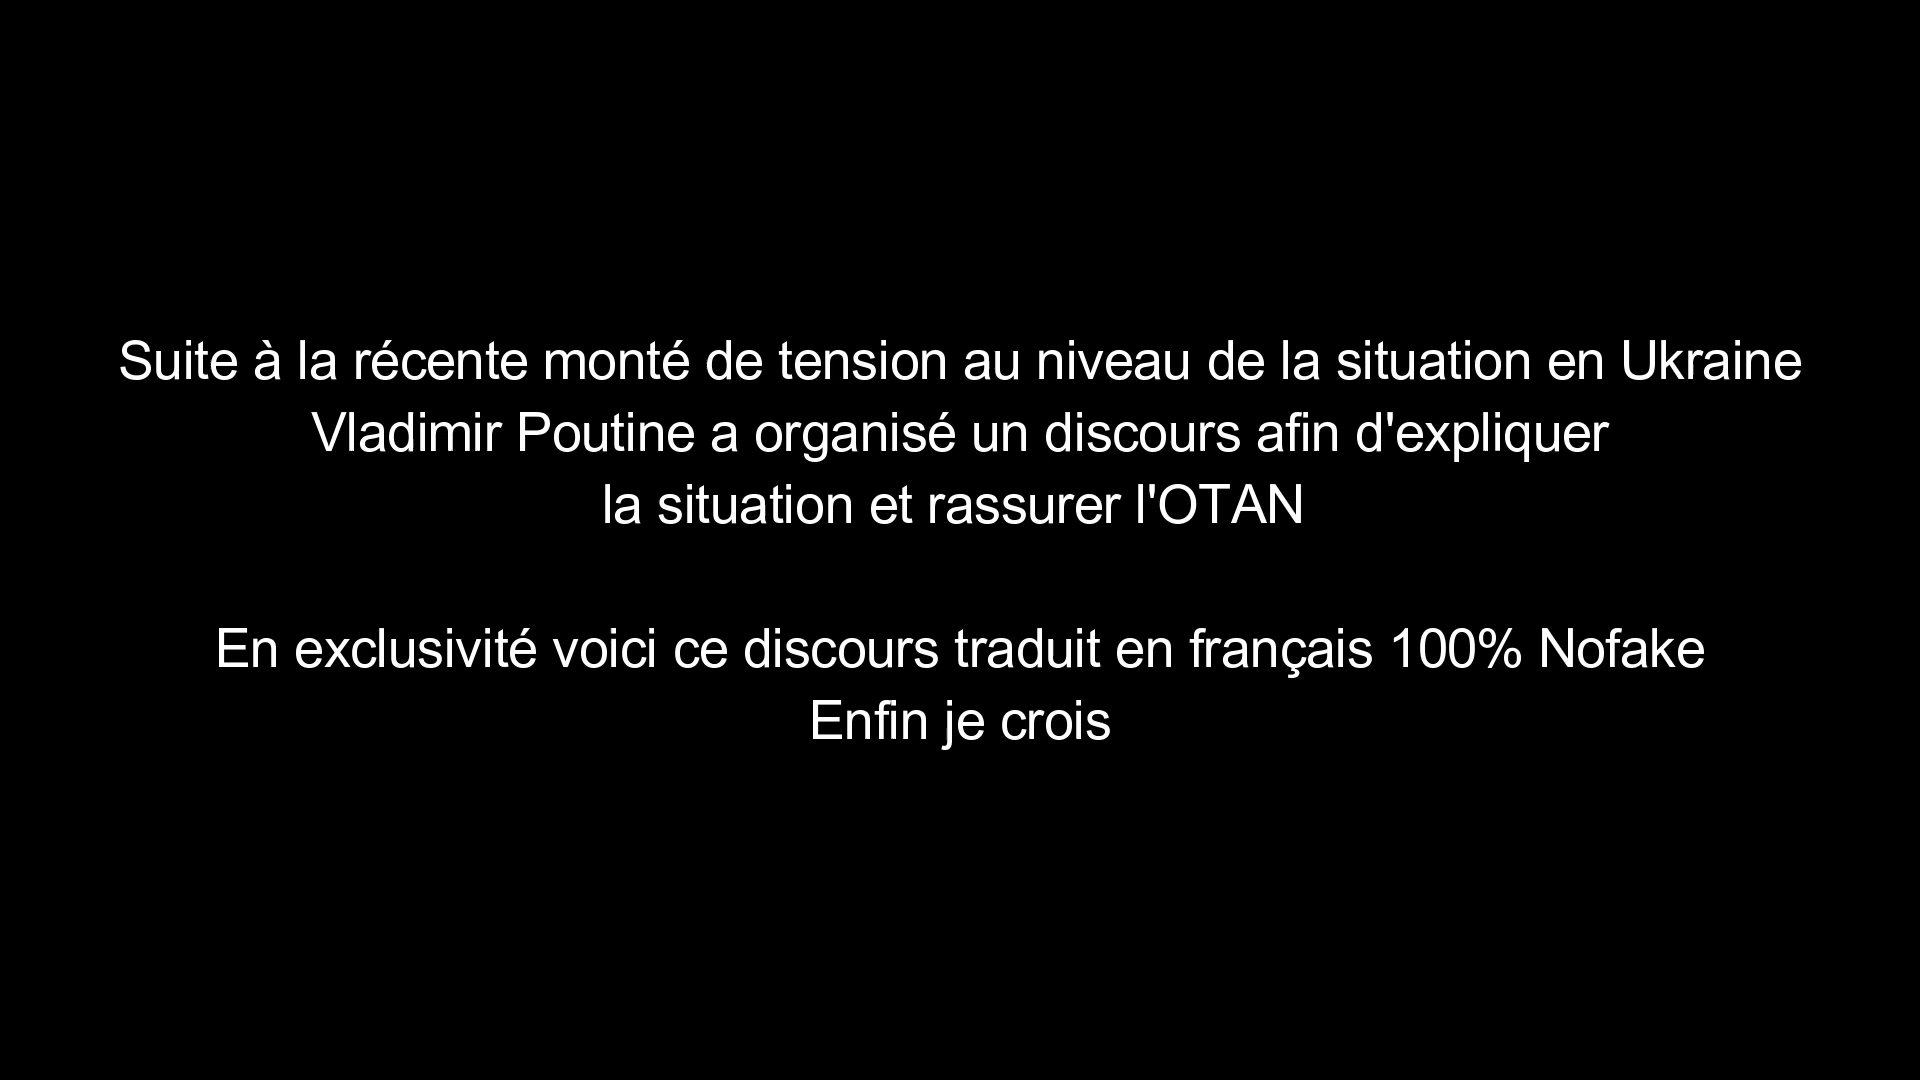 Suite à la récente monté de tension au niveau de la situation en Ukraine
Vladimir Poutine a organisé un discours afin d'expliquer
la situation et rassurer l'OTAN
En exclusivité voici ce discours traduit en français 100% Nofake
Enfin je crois